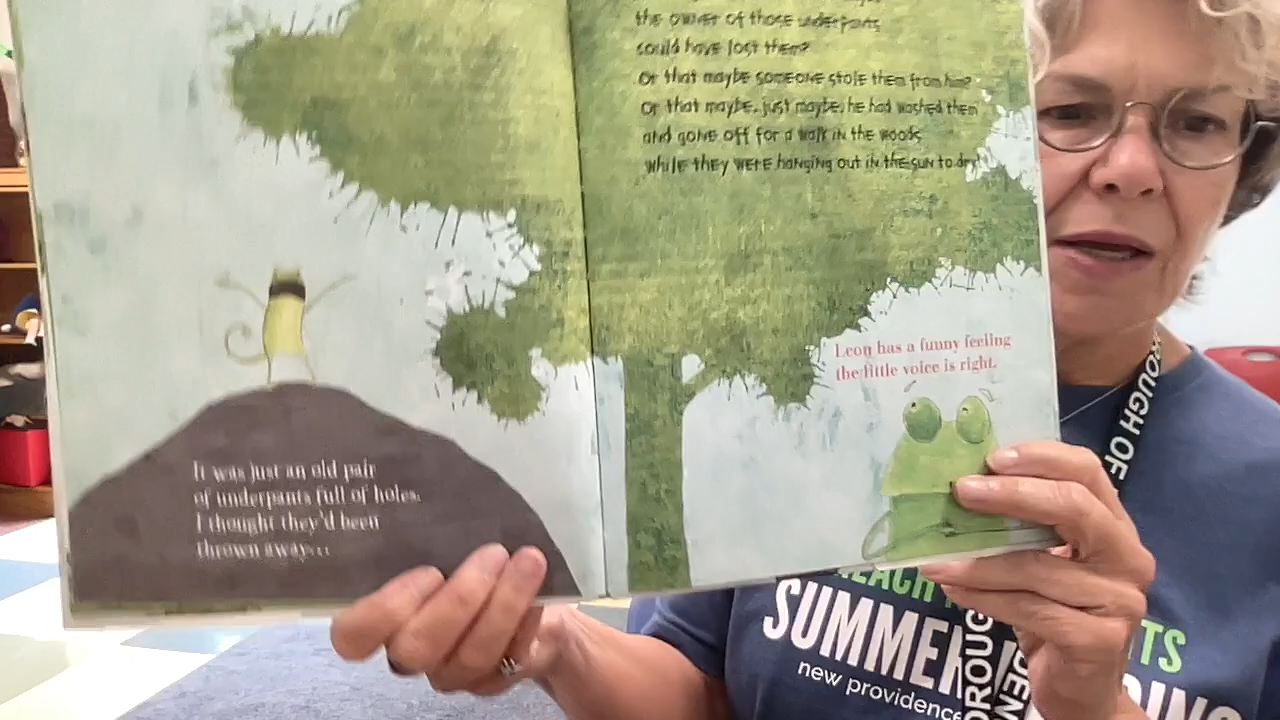 the owner of those underpants
could have lost them?
Or that maybe someone stole them from him?
Or that maybe, just maybe, he had washed them
and gone off for a walk in the woods
while they were hanging out in the sun to dry!
Leon has a funny feeling
the little voice is right.
It was just an old pair
of underpants full of holes.
I thought they'd been
thrown away...
SUMMER
new providence
ROUGH OF